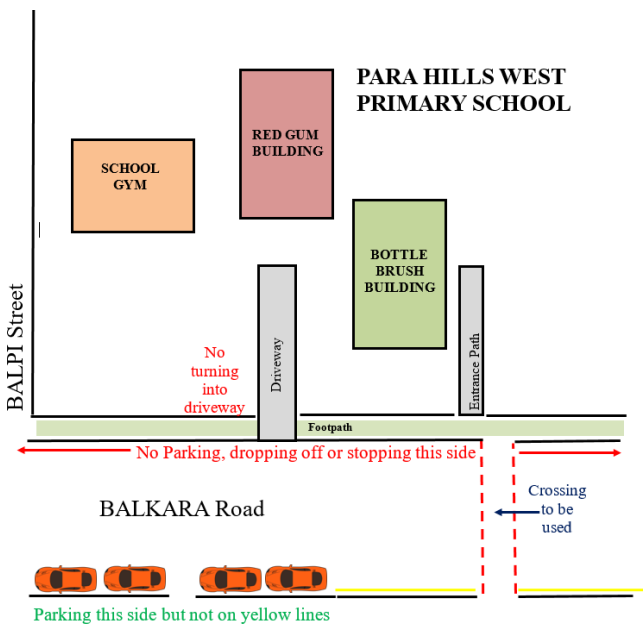 PARA HILLS WEST
PRIMARY SCHOOL
RED GUM
BUILDING
SCHOOL
GYM
BOTTLE
BRUSH
BUILDING
BALPI Street
No
turning
into
driveway
Driveway
Entrance Path
Footpath
No Parking, dropping off or stopping this side
Crossing
to be
used
BALKARA Road
Parking this side but not on yellow lines